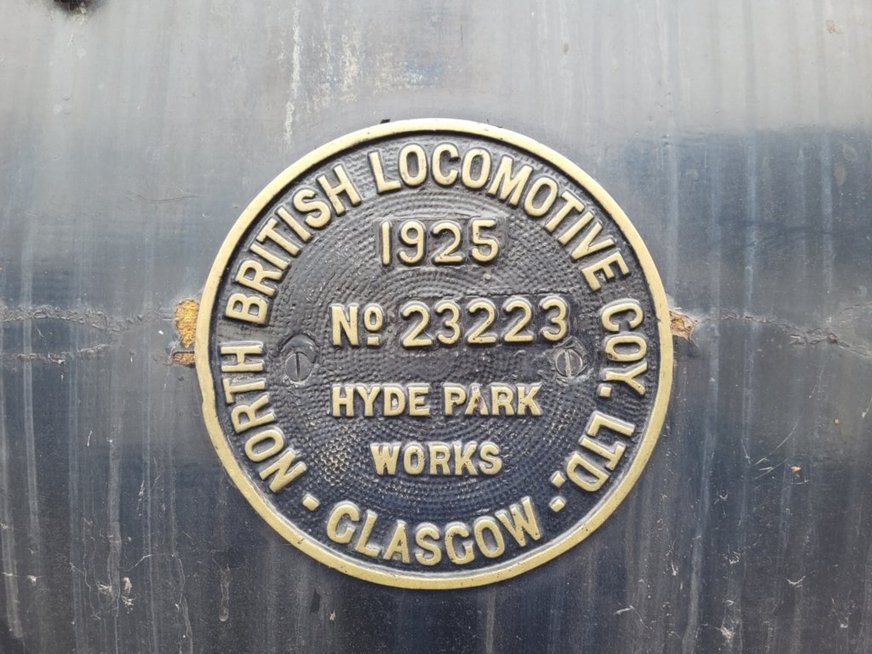 NORTH BRITISH LOCOMOTIVE COY. LTD:
1925
No 23223
HYDE PARK
WORKS
- GLASGOW -